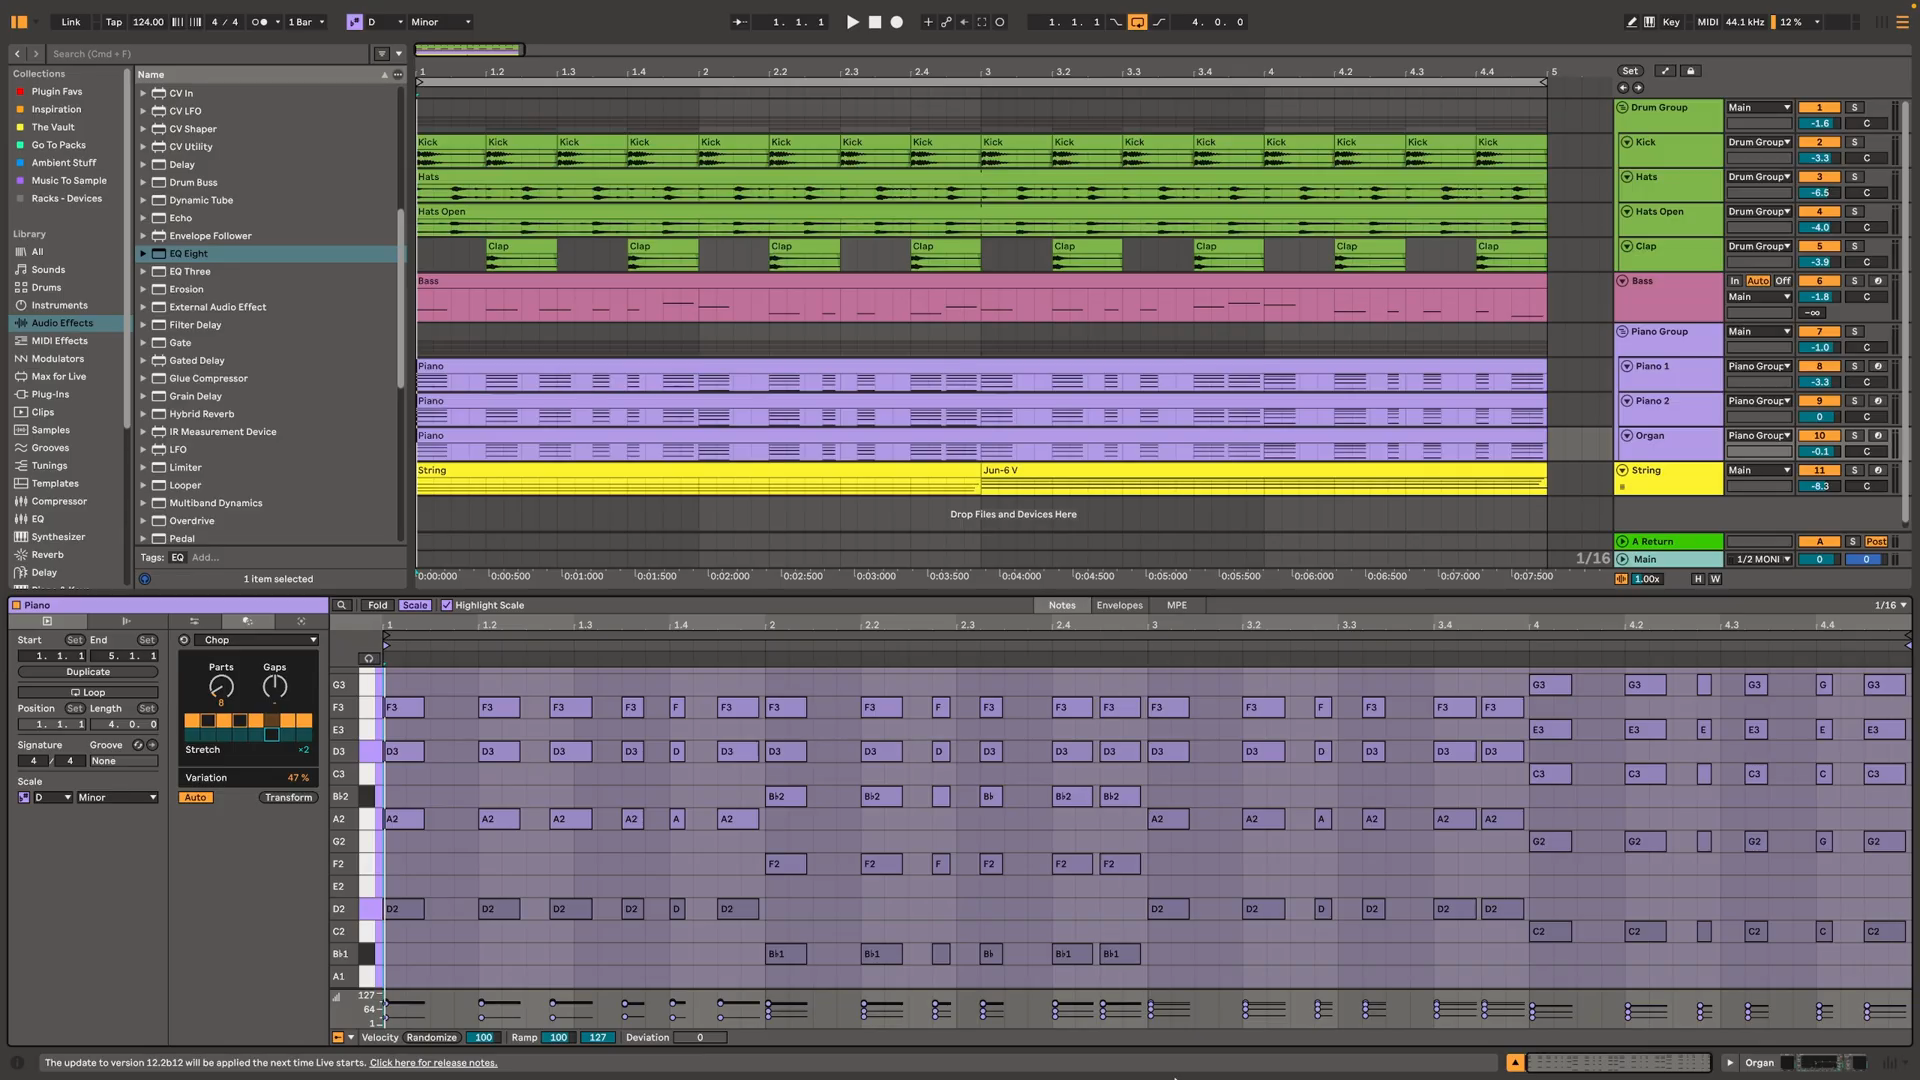 Link Tap 124.00 4 / 4 1 Bar D Minor 1. 1. 1 1. 1. 1 4. 0. 0 Key MIDI 44.1 kHz 12 %
Search (Cmd + F)
Collections
Plugin Favs
Inspiration
The Vault
Go To Packs
Ambient Stuff
Music To Sample
Racks - Devices
Library
All
Sounds
Drums
Instruments
Audio Effects
MIDI Effects
Modulators
Max for Live
Plug-Ins
Clips
Samples
Grooves
Tunings
Templates
Compressor
EQ
Synthesizer
Reverb
Delay
Name
CV In
CV LFO
CV Shaper
CV Utility
Delay
Drum Buss
Dynamic Tube
Echo
Envelope Follower
EQ Eight
EQ Three
Erosion
External Audio Effect
Filter Delay
Gate
Gated Delay
Glue Compressor
Grain Delay
Hybrid Reverb
IR Measurement Device
LFO
Limiter
Looper
Multiband Dynamics
Overdrive
Pedal
Tags: EQ Add...
1 item selected
1 1.2 1.3 1.4 2 2.2 2.3 2.4 3 3.2 3.3 3.4 4 4.2 4.3 4.4 5
Set
Kick Kick Kick Kick Kick Kick Kick Kick Kick Kick Kick Kick Kick Kick Kick Kick
Hats
Hats Open
Clap Clap Clap Clap Clap Clap Clap Clap
Bass
Piano
Piano
Piano
String Jun-6 V
Drop Files and Devices Here
1/16
0:00:000 0:00:500 0:01:000 0:01:500 0:02:000 0:02:500 0:03:000 0:03:500 0:04:000 0:04:500 0:05:000 0:05:500 0:06:000 0:06:500 0:07:000 0:07:500
Drum Group Main 1 S
-1.6 C
Kick Drum Group 2 S
-3.3 C
Hats Drum Group 3 S
-6.5 C
Hats Open Drum Group 4 S
-4.0 C
Clap Drum Group 5 S
-3.9 C
Bass In Auto Off 6 S
Main -1.8 C
-∞
Piano Group Main 7 S
-1.0 C
Piano 1 Piano Group 8 S
-3.3 C
Piano 2 Piano Group 9 S
0 C
Organ Piano Group 10 S
-0.1 C
String Main 11 S
-8.3 C
A Return A S Post
Main 1/2 MONI 0 0
1.00x H W
Piano
Start Set End Set
1. 1. 1 5. 1. 1
Duplicate
Loop
Position Set Length Set
1. 1. 1 4. 0. 0
Signature Groove
4 / 4 None
Scale
D Minor
Chop
Parts Gaps
8 -
Stretch ×2
Variation 47 %
Auto Transform
Fold Scale Highlight Scale Notes Envelopes MPE 1/16
1 1.2 1.3 1.4 2 2.2 2.3 2.4 3 3.2 3.3 3.4 4 4.2 4.3 4.4
G3 G3 G3 G3 G G3
F3 F3 F3 F3 F3 F F3 F3 F3 F F3 F3 F3 F3 F3 F F3 F3 F3
E3 E3 E3 E E3 E E3
D3 D3 D3 D3 D3 D D3 D3 D3 D D3 D3 D3 D3 D3 D D3 D3 D3
C3 C3 C3 C3 C C3
B♭2 B♭2 B♭2 B♭ B♭2 B♭2
A2 A2 A2 A2 A2 A A2 A2 A2 A A2 A2 A2
G2 G2 G2 G2 G G2
F2 F2 F2 F F2 F2 F2
E2
D2 D2 D2 D2 D2 D D2 D2 D2 D D2 D2 D2
C2 C2 C2 C2 C C2
B♭1 B♭1 B♭1 B♭ B♭1 B♭1
A1
127
64
1
Velocity Randomize 100 Ramp 100 127 Deviation 0
The update to version 12.2b12 will be applied the next time Live starts. Click here for release notes.
Organ